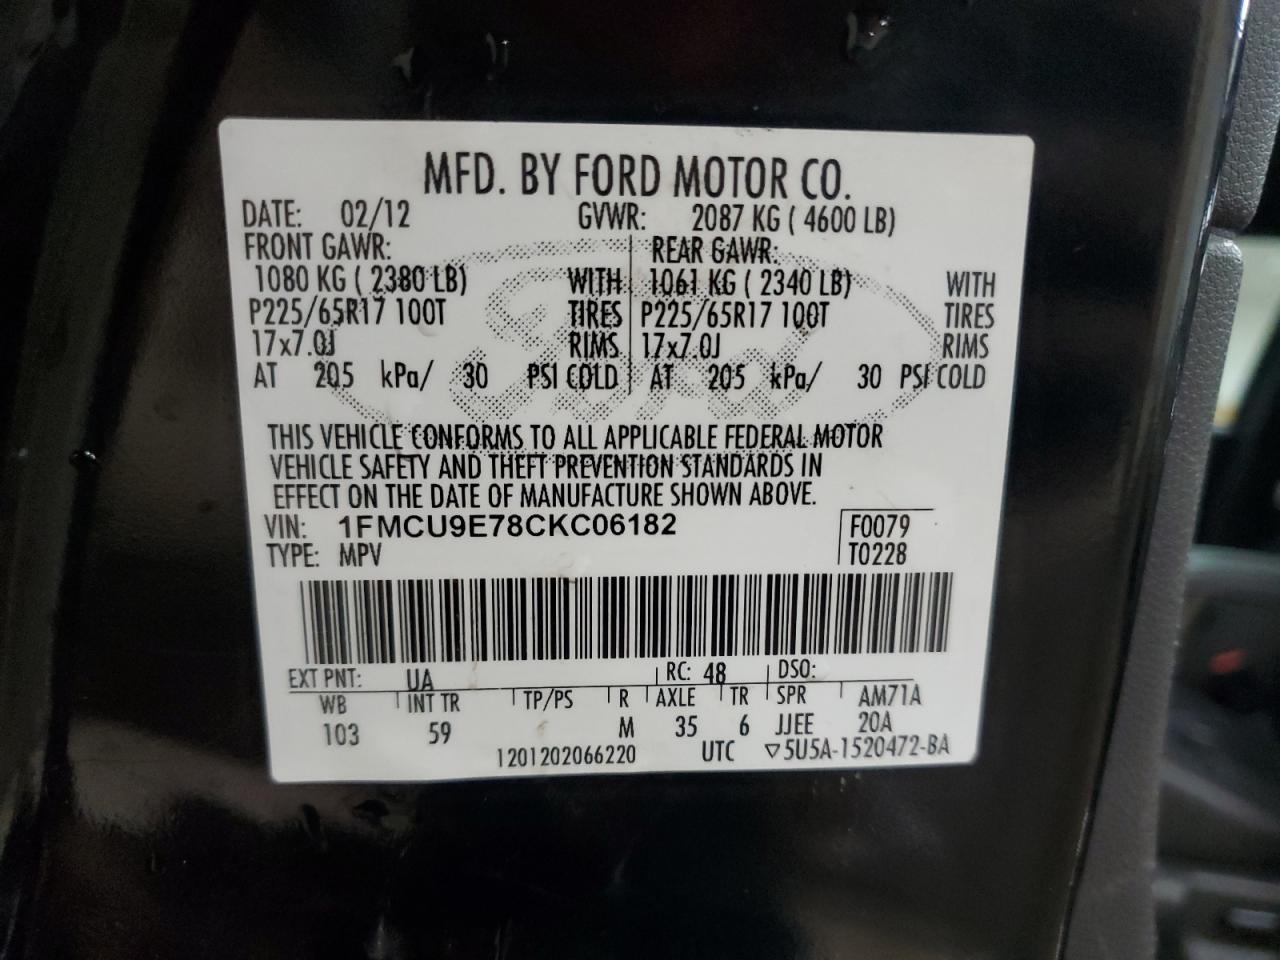 MFD. BY FORD MOTOR CO.
DATE: 02/12 GVWR: 2087 KG ( 4600 LB)
FRONT GAWR: REAR GAWR:
1080 KG ( 2380 LB) WITH 1061 KG ( 2340 LB) WITH
P225/65R17 100T TIRES P225/65R17 100T TIRES
17x7.0J RIMS 17x7.0J RIMS
AT 205 kPa/ 30 PSI COLD AT 205 kPa/ 30 PSI COLD
Ford
THIS VEHICLE CONFORMS TO ALL APPLICABLE FEDERAL MOTOR
VEHICLE SAFETY AND THEFT PREVENTION STANDARDS IN
EFFECT ON THE DATE OF MANUFACTURE SHOWN ABOVE.
VIN: 1FMCU9E78CKC06182 F0079
TYPE: MPV T0228
EXT PNT: UA RC: 48 DSO:
WB INT TR TP/PS R AXLE TR SPR AM71A
103 59 M 35 6 JJEE 20A
1201202066220 UTC ▽5U5A-1520472-BA